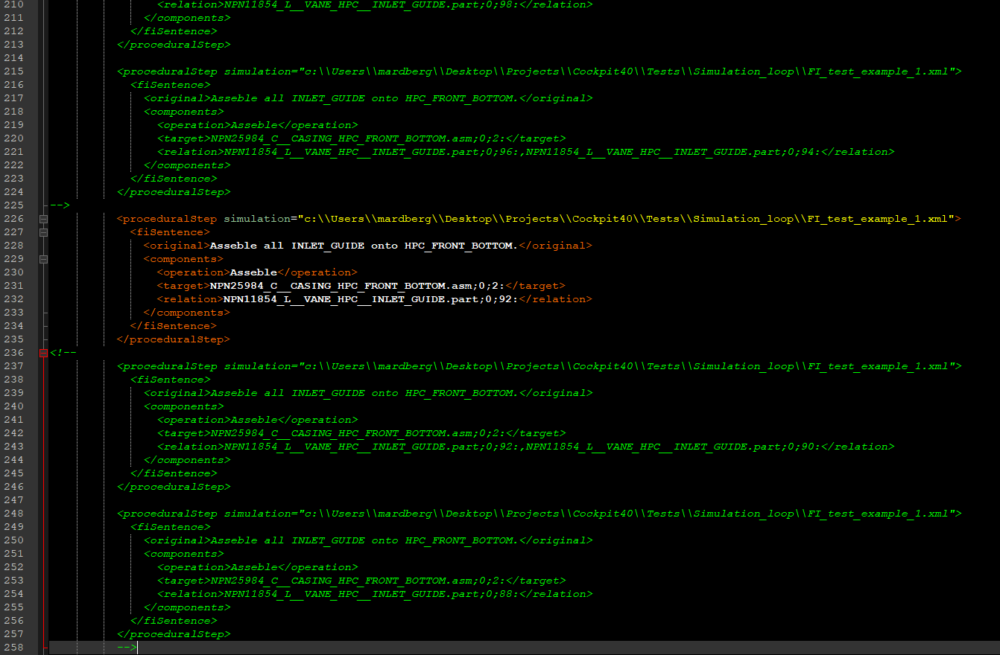 210 <relation>NPN11854_L__VANE_HPC__INLET_GUIDE.part;0;98:</relation>
211 </components>
212 </fiSentence>
213 </proceduralStep>
214
215 <proceduralStep simulation="c:\\Users\\mardberg\\Desktop\\Projects\\Cockpit40\\Tests\\Simulation_loop\\FI_test_example_1.xml">
216 <fiSentence>
217 <original>Asseble all INLET_GUIDE onto HPC_FRONT_BOTTOM.</original>
218 <components>
219 <operation>Asseble</operation>
220 <target>NPN25984_C__CASING_HPC_FRONT_BOTTOM.asm;0;2:</target>
221 <relation>NPN11854_L__VANE_HPC__INLET_GUIDE.part;0;96:,NPN11854_L__VANE_HPC__INLET_GUIDE.part;0;94:</relation>
222 </components>
223 </fiSentence>
224 </proceduralStep>
225 -->
226 <proceduralStep simulation="c:\\Users\\mardberg\\Desktop\\Projects\\Cockpit40\\Tests\\Simulation_loop\\FI_test_example_1.xml">
227 <fiSentence>
228 <original>Asseble all INLET_GUIDE onto HPC_FRONT_BOTTOM.</original>
229 <components>
230 <operation>Asseble</operation>
231 <target>NPN25984_C__CASING_HPC_FRONT_BOTTOM.asm;0;2:</target>
232 <relation>NPN11854_L__VANE_HPC__INLET_GUIDE.part;0;92:</relation>
233 </components>
234 </fiSentence>
235 </proceduralStep>
236 <!--
237 <proceduralStep simulation="c:\\Users\\mardberg\\Desktop\\Projects\\Cockpit40\\Tests\\Simulation_loop\\FI_test_example_1.xml">
238 <fiSentence>
239 <original>Asseble all INLET_GUIDE onto HPC_FRONT_BOTTOM.</original>
240 <components>
241 <operation>Asseble</operation>
242 <target>NPN25984_C__CASING_HPC_FRONT_BOTTOM.asm;0;2:</target>
243 <relation>NPN11854_L__VANE_HPC__INLET_GUIDE.part;0;92:,NPN11854_L__VANE_HPC__INLET_GUIDE.part;0;90:</relation>
244 </components>
245 </fiSentence>
246 </proceduralStep>
247
248 <proceduralStep simulation="c:\\Users\\mardberg\\Desktop\\Projects\\Cockpit40\\Tests\\Simulation_loop\\FI_test_example_1.xml">
249 <fiSentence>
250 <original>Asseble all INLET_GUIDE onto HPC_FRONT_BOTTOM.</original>
251 <components>
252 <operation>Asseble</operation>
253 <target>NPN25984_C__CASING_HPC_FRONT_BOTTOM.asm;0;2:</target>
254 <relation>NPN11854_L__VANE_HPC__INLET_GUIDE.part;0;88:</relation>
255 </components>
256 </fiSentence>
257 </proceduralStep>
258 -->